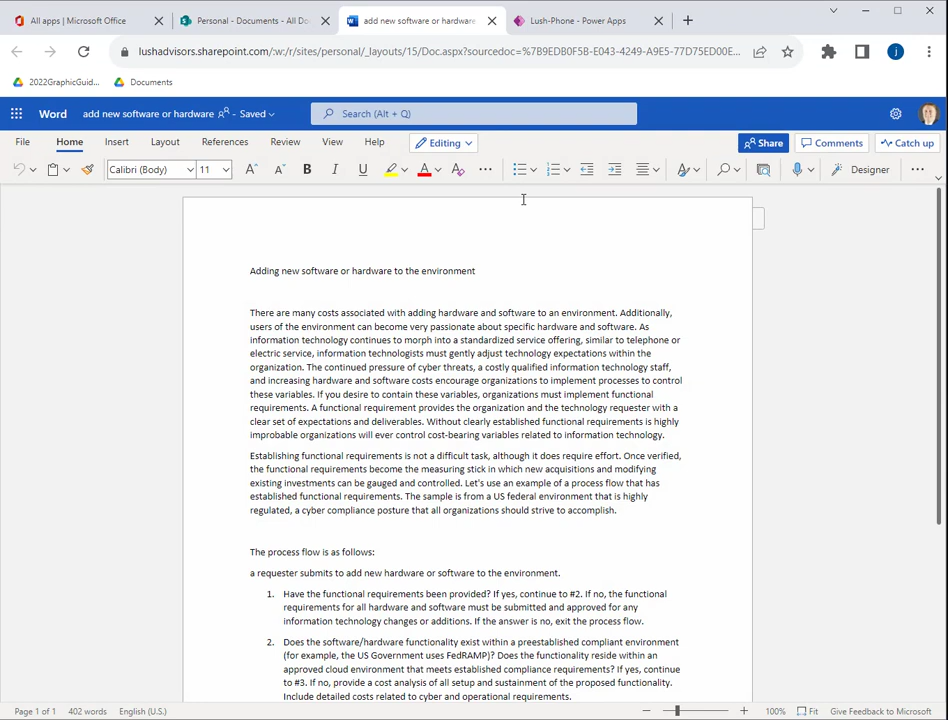 All apps | Microsoft Office
Personal - Documents - All Do
add new software or hardware
Lush-Phone - Power Apps
lushadvisors.sharepoint.com/:w:/r/sites/personal/_layouts/15/Doc.aspx?sourcedoc=%7B9EDB0F5B-E043-4249-A9E5-77D75ED00E...
j
2022GraphicGuid...
Documents
Word
add new software or hardware - Saved
Search (Alt + Q)
File
Home
Insert
Layout
References
Review
View
Help
Editing
Share
Comments
Catch up
Calibri (Body)
11
Designer
Adding new software or hardware to the environment
There are many costs associated with adding hardware and software to an environment. Additionally,
users of the environment can become very passionate about specific hardware and software. As
information technology continues to morph into a standardized service offering, similar to telephone or
electric service, information technologists must gently adjust technology expectations within the
organization. The continued pressure of cyber threats, a costly qualified information technology staff,
and increasing hardware and software costs encourage organizations to implement processes to control
these variables. If you desire to contain these variables, organizations must implement functional
requirements. A functional requirement provides the organization and the technology requester with a
clear set of expectations and deliverables. Without clearly established functional requirements is highly
improbable organizations will ever control cost-bearing variables related to information technology.
Establishing functional requirements is not a difficult task, although it does require effort. Once verified,
the functional requirements become the measuring stick in which new acquisitions and modifying
existing investments can be gauged and controlled. Let's use an example of a process flow that has
established functional requirements. The sample is from a US federal environment that is highly
regulated, a cyber compliance posture that all organizations should strive to accomplish.
The process flow is as follows:
a requester submits to add new hardware or software to the environment.
1. Have the functional requirements been provided? If yes, continue to #2. If no, the functional
requirements for all hardware and software must be submitted and approved for any
information technology changes or additions. If the answer is no, exit the process flow.
2. Does the software/hardware functionality exist within a preestablished compliant environment
(for example, the US Government uses FedRAMP)? Does the functionality reside within an
approved cloud environment that meets established compliance requirements? If yes, continue
to #3. If no, provide a cost analysis of all setup and sustainment of the proposed functionality.
Include detailed costs related to cyber and operational requirements.
Page 1 of 1
402 words
English (U.S.)
100%
Fit
Give Feedback to Microsoft